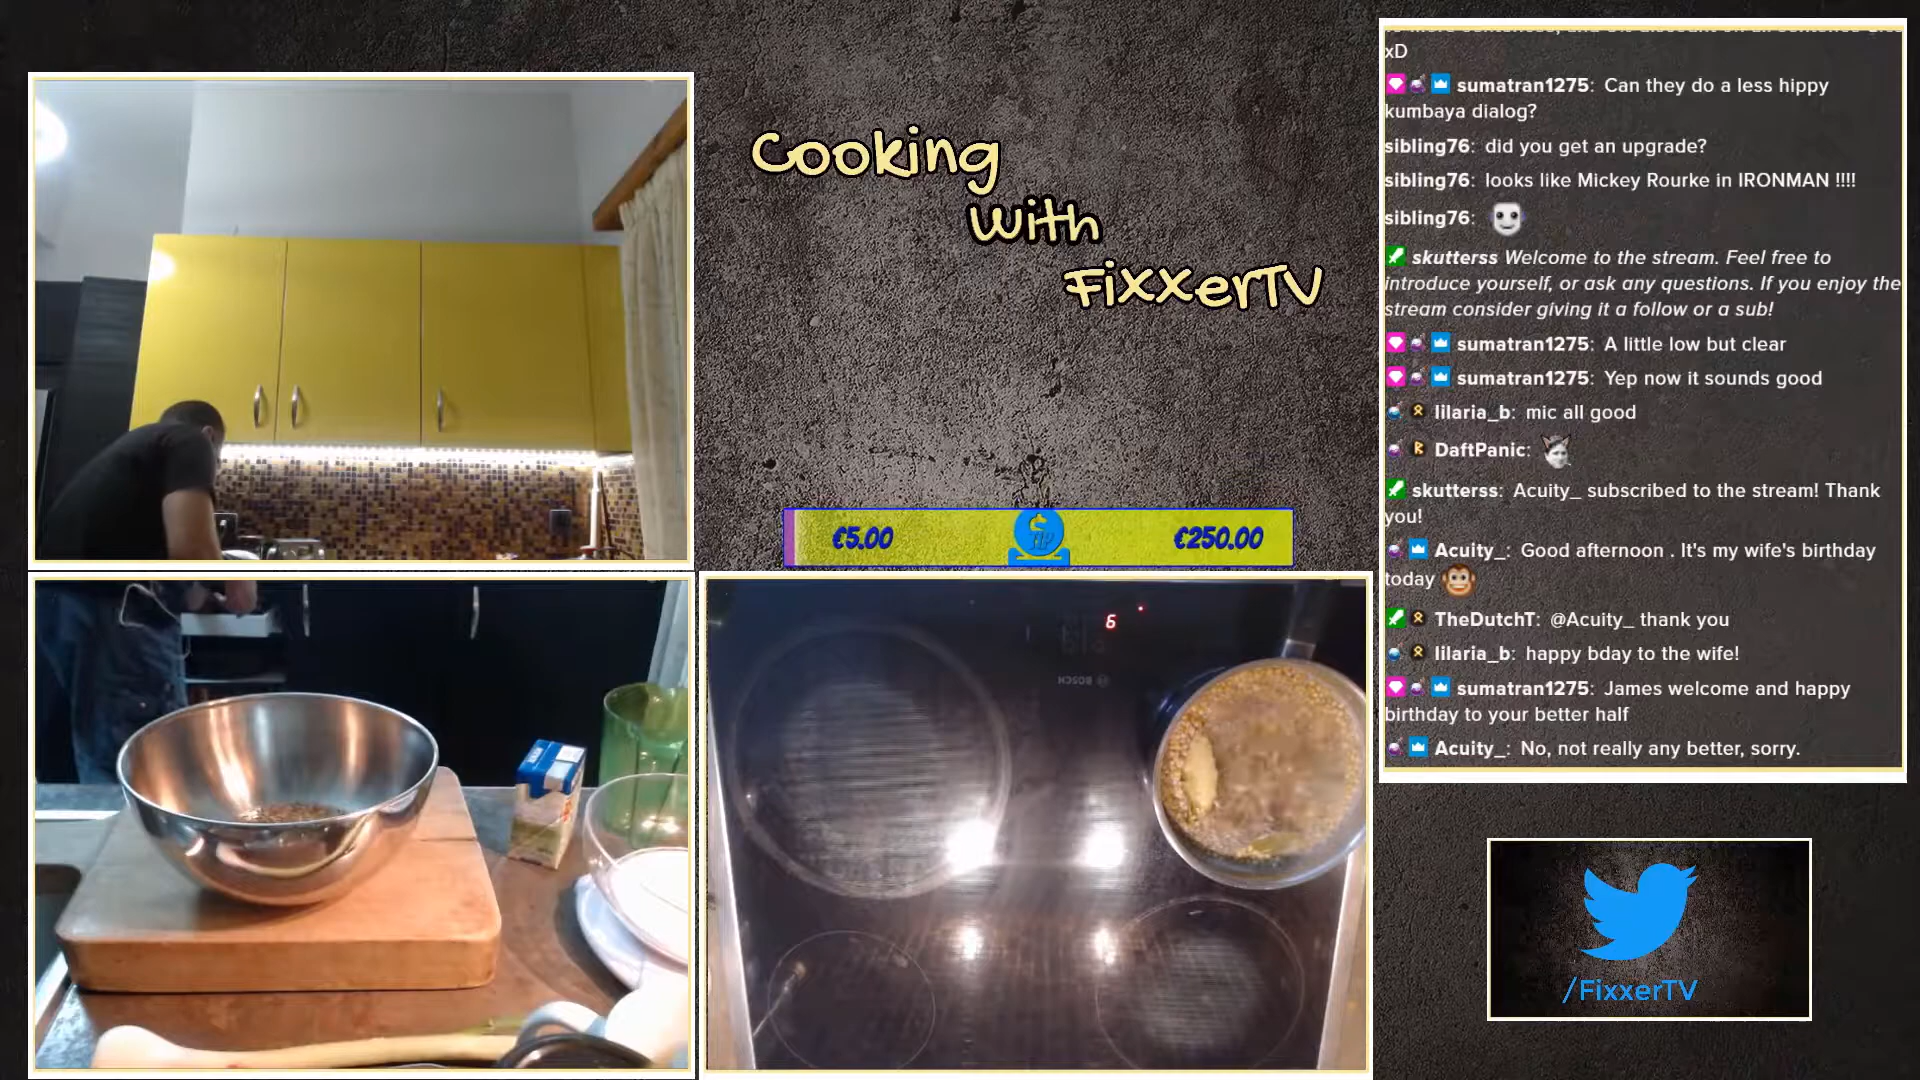 Cooking
With
FixxerTV
€5.00
TIP
€250.00
6
BOSCH
xD
sumatran1275: Can they do a less hippy
kumbaya dialog?
sibling76: did you get an upgrade?
sibling76: looks like Mickey Rourke in IRONMAN !!!!
sibling76:
skutterss Welcome to the stream. Feel free to
introduce yourself, or ask any questions. If you enjoy the
stream consider giving it a follow or a sub!
sumatran1275: A little low but clear
sumatran1275: Yep now it sounds good
lilaria_b: mic all good
DaftPanic:
skutterss: Acuity_ subscribed to the stream! Thank
you!
Acuity_: Good afternoon . It's my wife's birthday
today
TheDutchT: @Acuity_ thank you
lilaria_b: happy bday to the wife!
sumatran1275: James welcome and happy
birthday to your better half
Acuity_: No, not really any better, sorry.
/FixxerTV